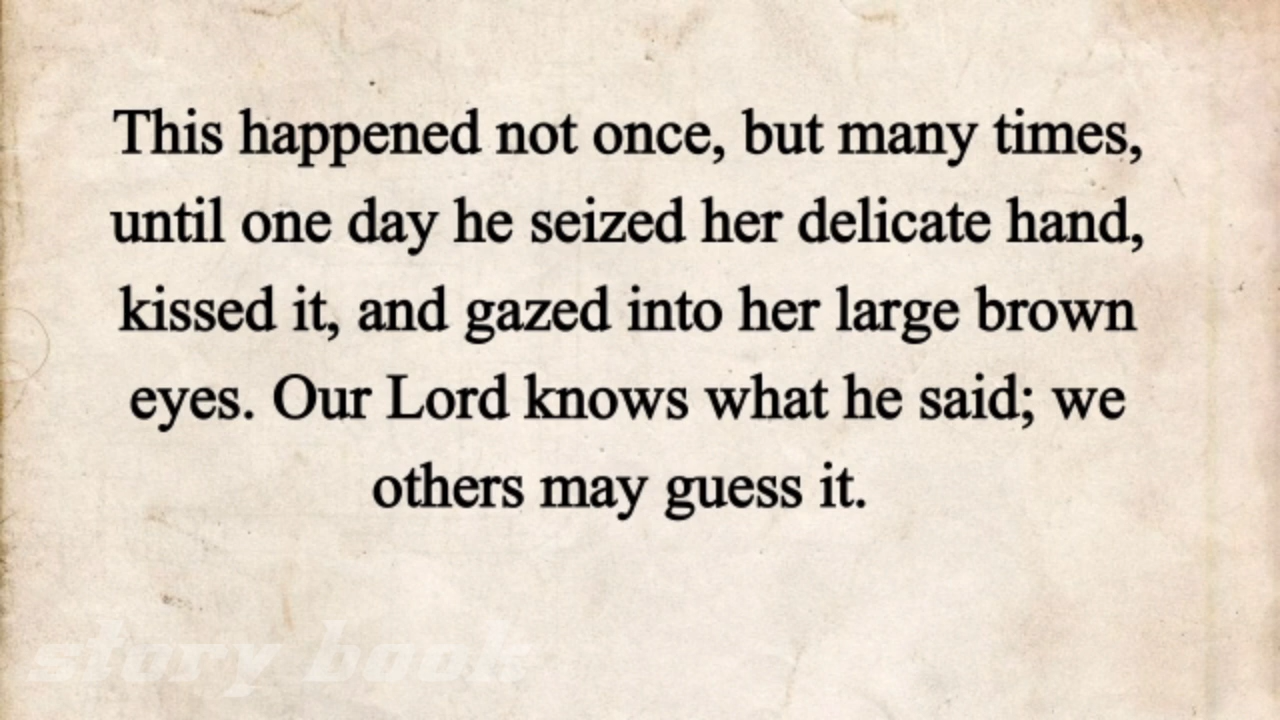 This happened not once, but many times,
until one day he seized her delicate hand,
kissed it, and gazed into her large brown
eyes. Our Lord knows what he said; we
others may guess it.
story book